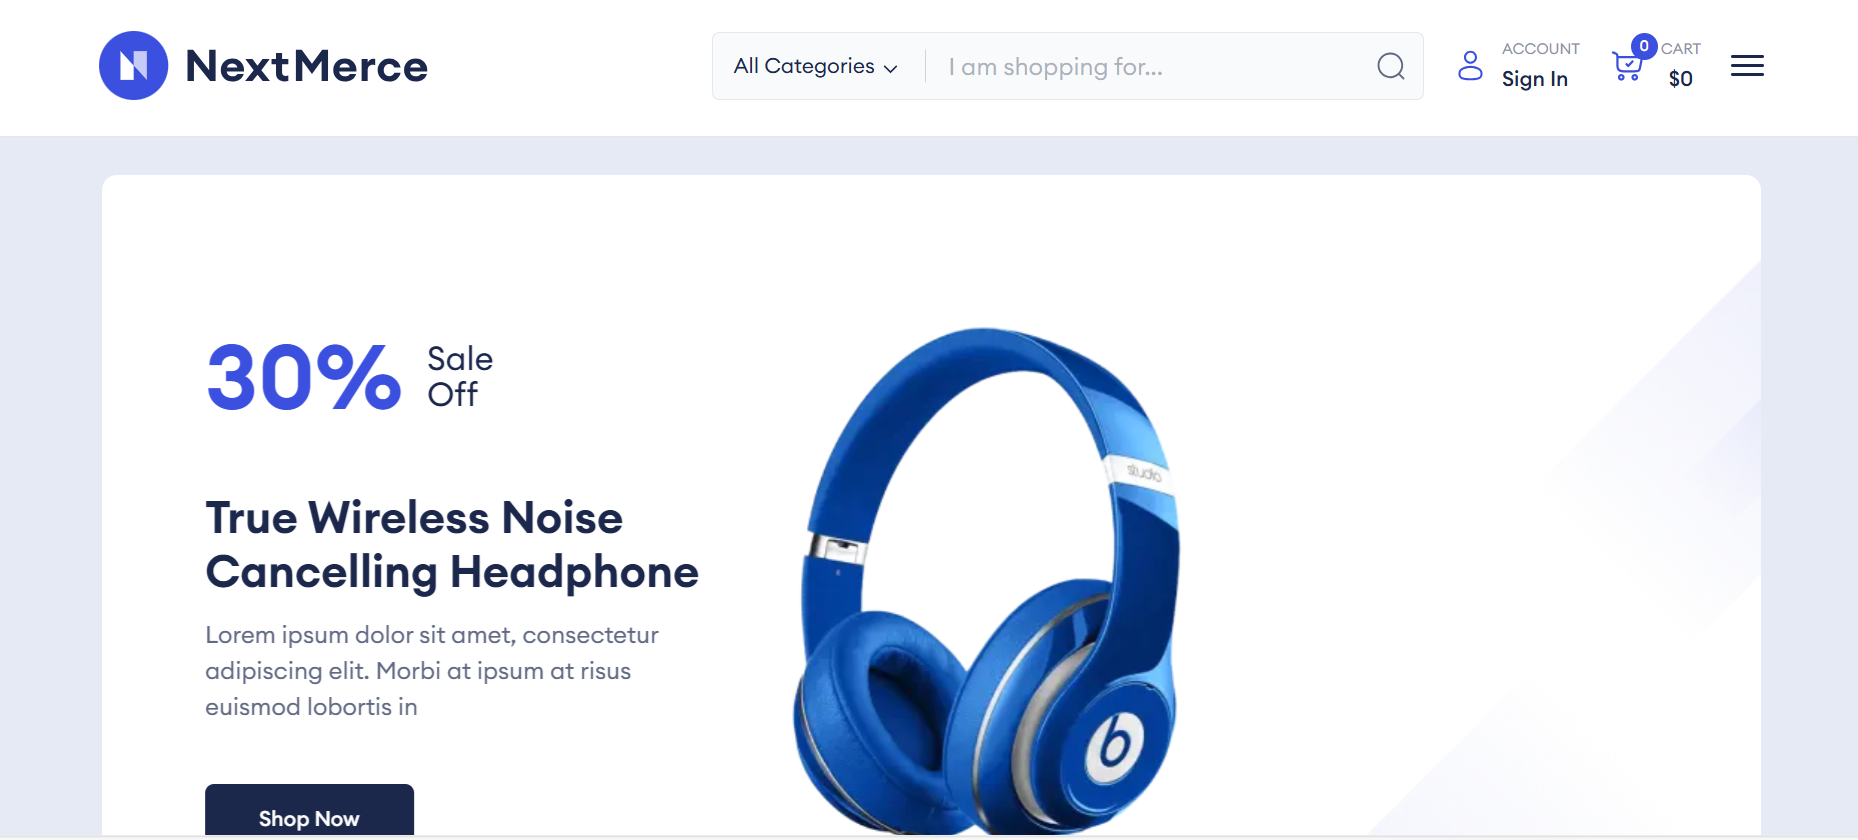 NextMerce
All Categories
I am shopping for...
ACCOUNT
Sign In
0
CART
$0
30%
Sale
Off
True Wireless Noise
Cancelling Headphone
Lorem ipsum dolor sit amet, consectetur
adipiscing elit. Morbi at ipsum at risus
euismod lobortis in
studio
b
Shop Now